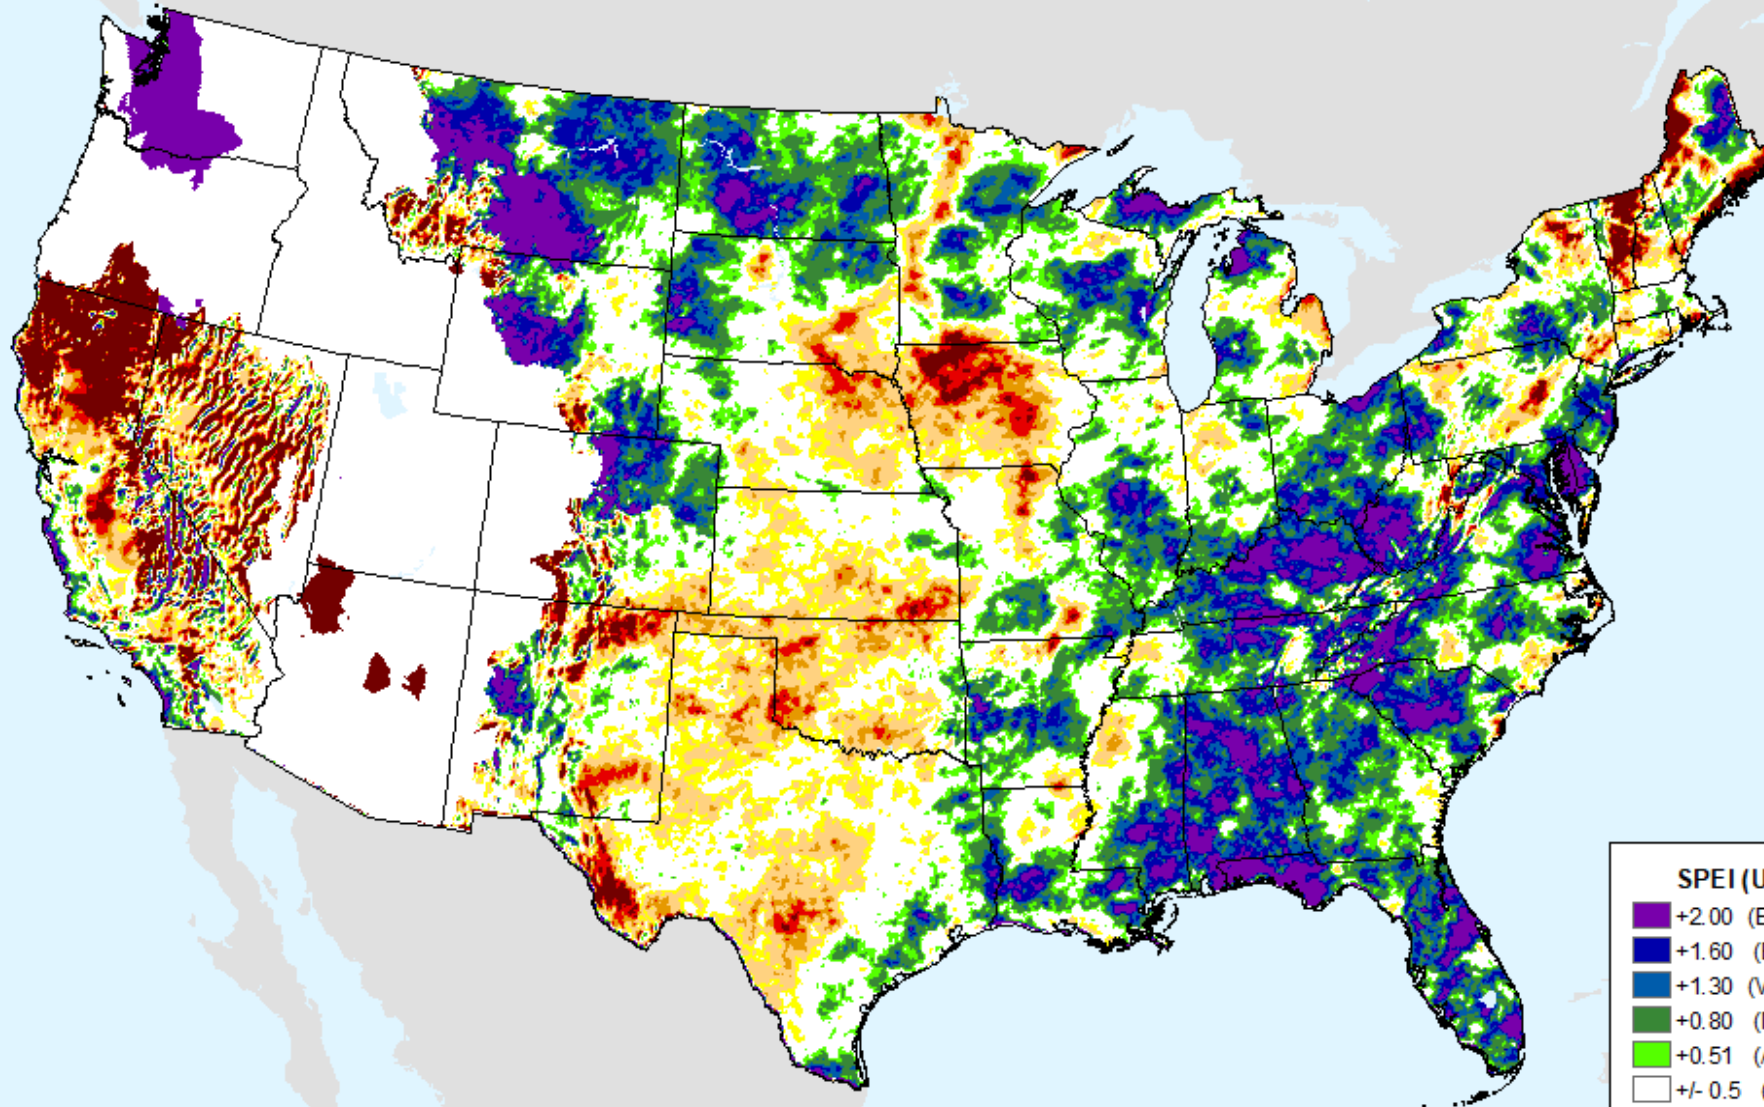 SPEI (U
+2.00 (E
+1.60 (
+1.30 (V
+0.80 (
+0.51 (
+/- 0.5 (